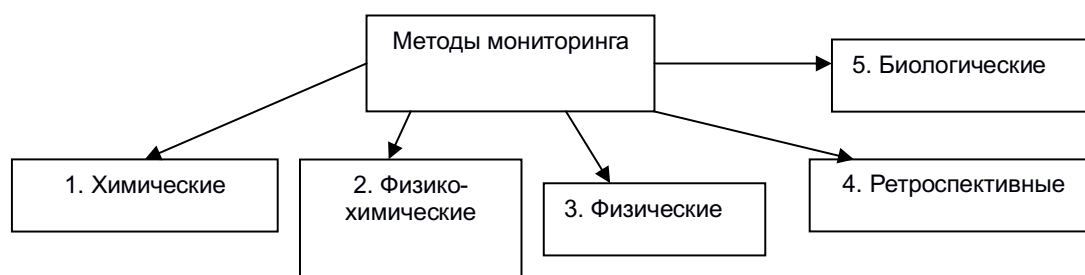 Методы мониторинга
5. Биологические
1. Химические
2. Физико-
химические
3. Физические
4. Ретроспективные